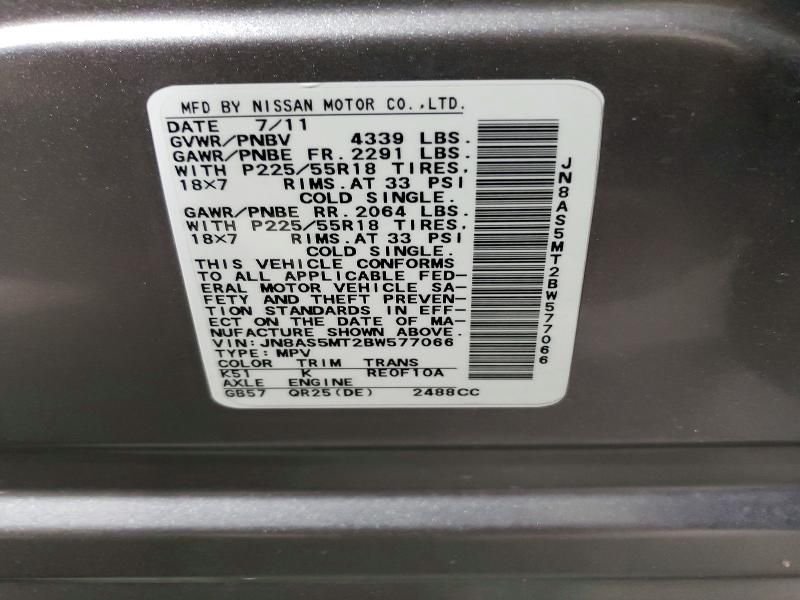 MFD BY NISSAN MOTOR CO.,LTD.
DATE 7/11
GVWR/PNBV 4339 LBS.
GAWR/PNBE FR. 2291 LBS.
WITH P225/55R18 TIRES,
18×7 RIMS.AT 33 PSI
COLD SINGLE.
GAWR/PNBE RR. 2064 LBS.
WITH P225/55R18 TIRES,
18×7 RIMS.AT 33 PSI
COLD SINGLE.
THIS VEHICLE CONFORMS
TO ALL APPLICABLE FED-
ERAL MOTOR VEHICLE SA-
FETY AND THEFT PREVEN-
TION STANDARDS IN EFF-
ECT ON THE DATE OF MA-
NUFACTURE SHOWN ABOVE.
VIN: JN8AS5MT2BW577066
TYPE: MPV
COLOR TRIM TRANS
K51 K RE0F10A
AXLE ENGINE
GB57 QR25(DE) 2488CC
JN8AS5MT2BW577066